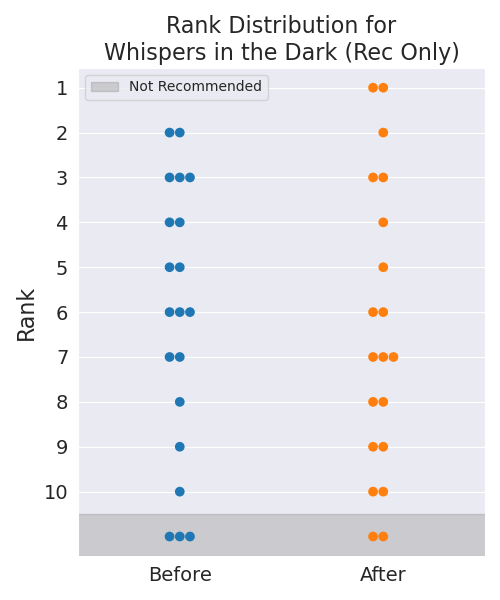 Rank Distribution for
Whispers in the Dark (Rec Only)
Not Recommended
Rank
1
2
3
4
5
6
7
8
9
10
Before After